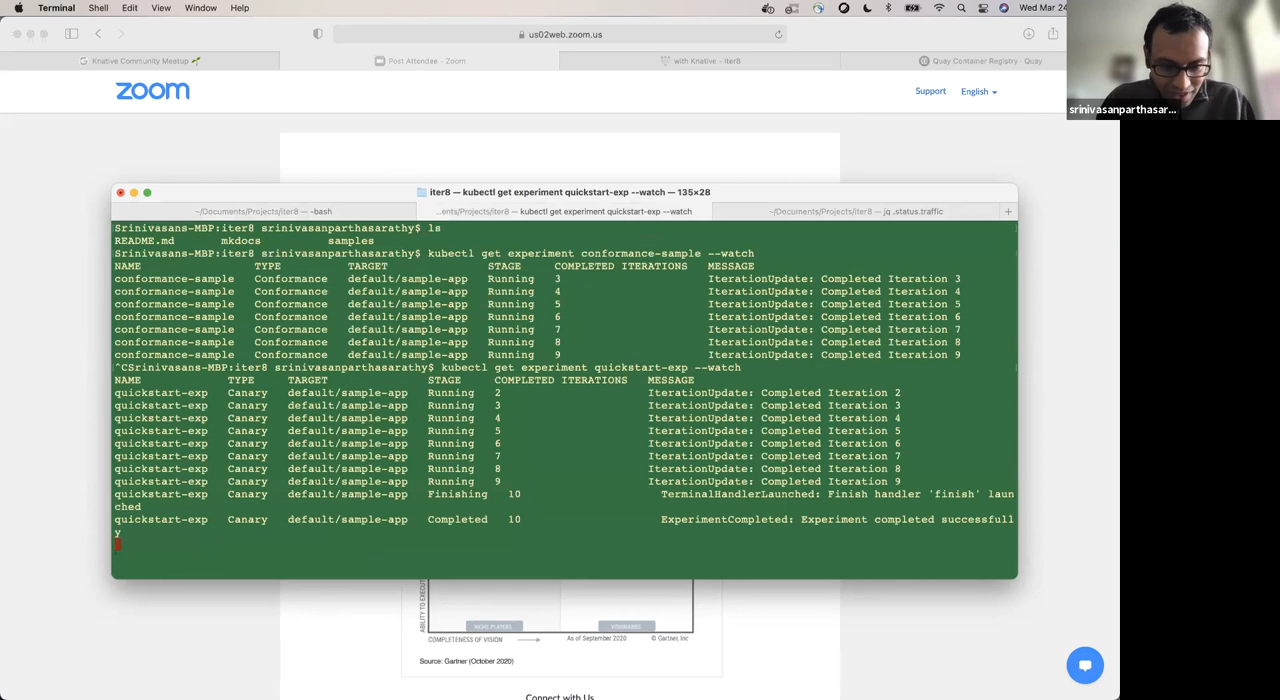 Terminal Shell Edit View Window Help Wed Mar 24
us02web.zoom.us
Knative Community Meetup 🌱 Post Attendee - Zoom with Knative - iter8 Quay Container Registry · Quay
zoom Support English
srinivasanparthasar...
iter8 — kubectl get experiment quickstart-exp --watch — 135×28
~/Documents/Projects/iter8 — -bash ...ents/Projects/iter8 — kubectl get experiment quickstart-exp --watch ~/Documents/Projects/iter8 — jq .status.traffic +
Srinivasans-MBP:iter8 srinivasanparthasarathy$ ls
README.md mkdocs samples
Srinivasans-MBP:iter8 srinivasanparthasarathy$ kubectl get experiment conformance-sample --watch
NAME TYPE TARGET STAGE COMPLETED ITERATIONS MESSAGE
conformance-sample Conformance default/sample-app Running 3 IterationUpdate: Completed Iteration 3
conformance-sample Conformance default/sample-app Running 4 IterationUpdate: Completed Iteration 4
conformance-sample Conformance default/sample-app Running 5 IterationUpdate: Completed Iteration 5
conformance-sample Conformance default/sample-app Running 6 IterationUpdate: Completed Iteration 6
conformance-sample Conformance default/sample-app Running 7 IterationUpdate: Completed Iteration 7
conformance-sample Conformance default/sample-app Running 8 IterationUpdate: Completed Iteration 8
conformance-sample Conformance default/sample-app Running 9 IterationUpdate: Completed Iteration 9
^CSrinivasans-MBP:iter8 srinivasanparthasarathy$ kubectl get experiment quickstart-exp --watch
NAME TYPE TARGET STAGE COMPLETED ITERATIONS MESSAGE
quickstart-exp Canary default/sample-app Running 2 IterationUpdate: Completed Iteration 2
quickstart-exp Canary default/sample-app Running 3 IterationUpdate: Completed Iteration 3
quickstart-exp Canary default/sample-app Running 4 IterationUpdate: Completed Iteration 4
quickstart-exp Canary default/sample-app Running 5 IterationUpdate: Completed Iteration 5
quickstart-exp Canary default/sample-app Running 6 IterationUpdate: Completed Iteration 6
quickstart-exp Canary default/sample-app Running 7 IterationUpdate: Completed Iteration 7
quickstart-exp Canary default/sample-app Running 8 IterationUpdate: Completed Iteration 8
quickstart-exp Canary default/sample-app Running 9 IterationUpdate: Completed Iteration 9
quickstart-exp Canary default/sample-app Finishing 10 TerminalHandlerLaunched: Finish handler 'finish' laun
ched
quickstart-exp Canary default/sample-app Completed 10 ExperimentCompleted: Experiment completed successfull
y
ABILITY TO EXECUT
NICHE PLAYERS VISIONARIES
COMPLETENESS OF VISION As of September 2020 © Gartner, Inc
Source: Gartner (October 2020)
Connect with Us